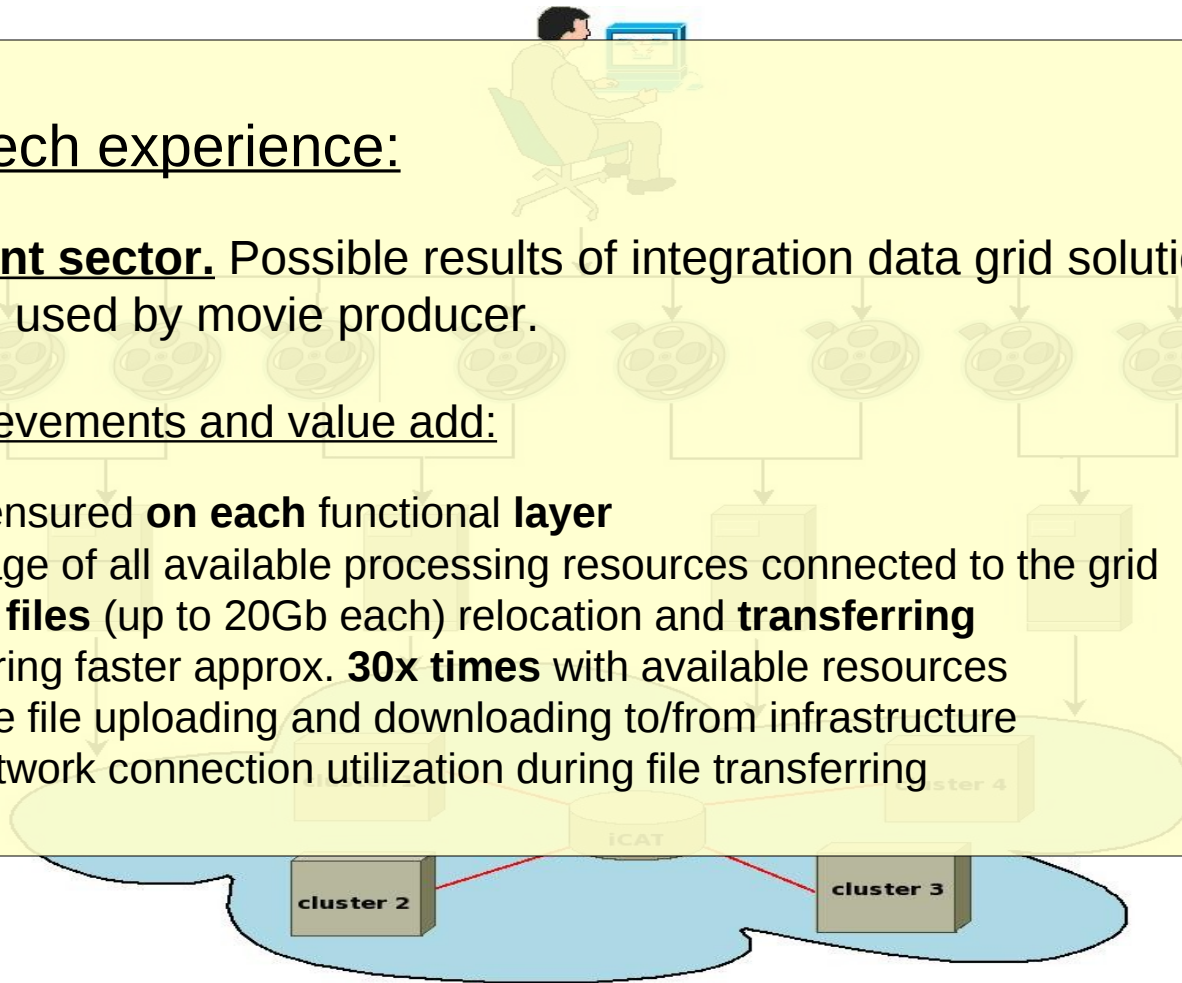 ech experience:
nt sector. Possible results of integration data grid soluti
used by movie producer.
evements and value add:
ensured on each functional layer
ge of all available processing resources connected to the grid
files (up to 20Gb each) relocation and transferring
ring faster approx. 30x times with available resources
e file uploading and downloading to/from infrastructure
twork connection utilization during file transferring
cluster 4
iCAT
cluster 2
cluster 3